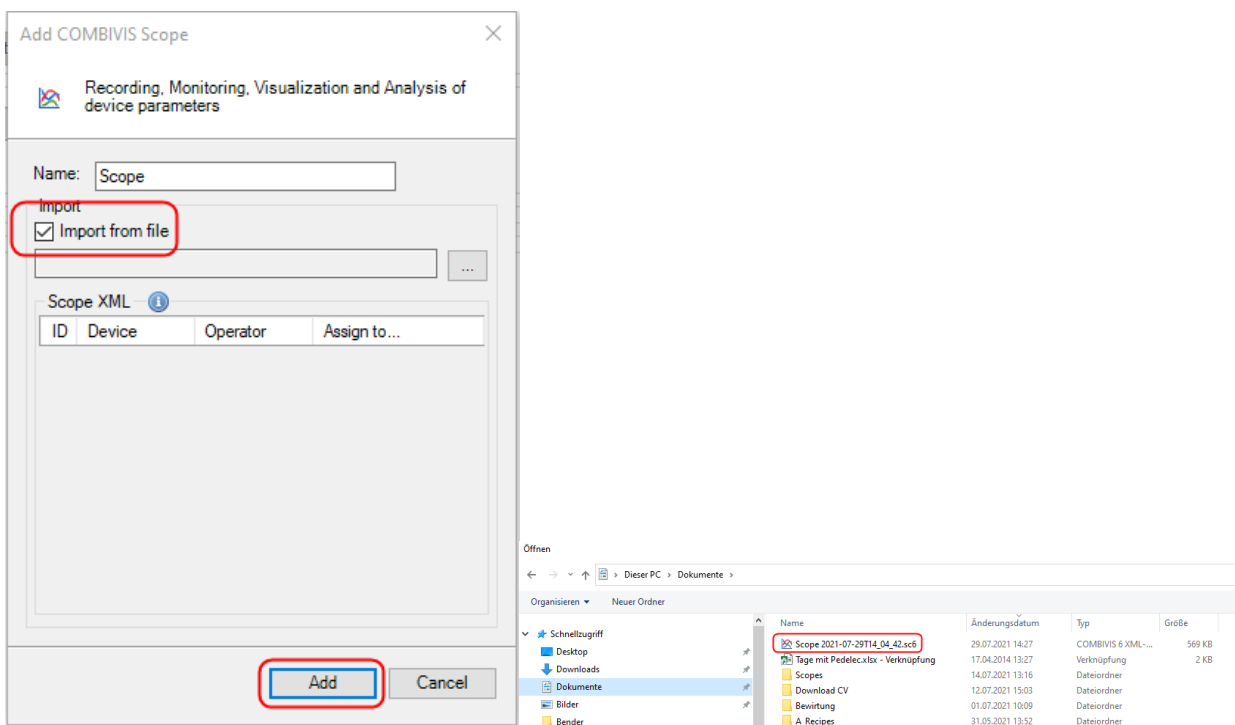 Add COMBIVIS Scope
Recording, Monitoring, Visualization and Analysis of
device parameters
Name: Scope
Import
Import from file
...
Scope XML
ID Device Operator Assign to...
Add Cancel
Öffnen
Dieser PC > Dokumente >
Organisieren Neuer Ordner
Name Änderungsdatum Typ Größe
Schnellzugriff
Desktop
Downloads
Dokumente
Bilder
Bender
Scope 2021-07-29T14_04_42.sc6 29.07.2021 14:27 COMBIVIS 6 XML-... 569 KB
Tage mit Pedelec.xlsx - Verknüpfung 17.04.2014 13:27 Verknüpfung 2 KB
Scopes 14.07.2021 13:16 Dateiordner
Download CV 12.07.2021 15:03 Dateiordner
Bewirtung 01.07.2021 10:09 Dateiordner
A_Recipes 31.05.2021 13:52 Dateiordner